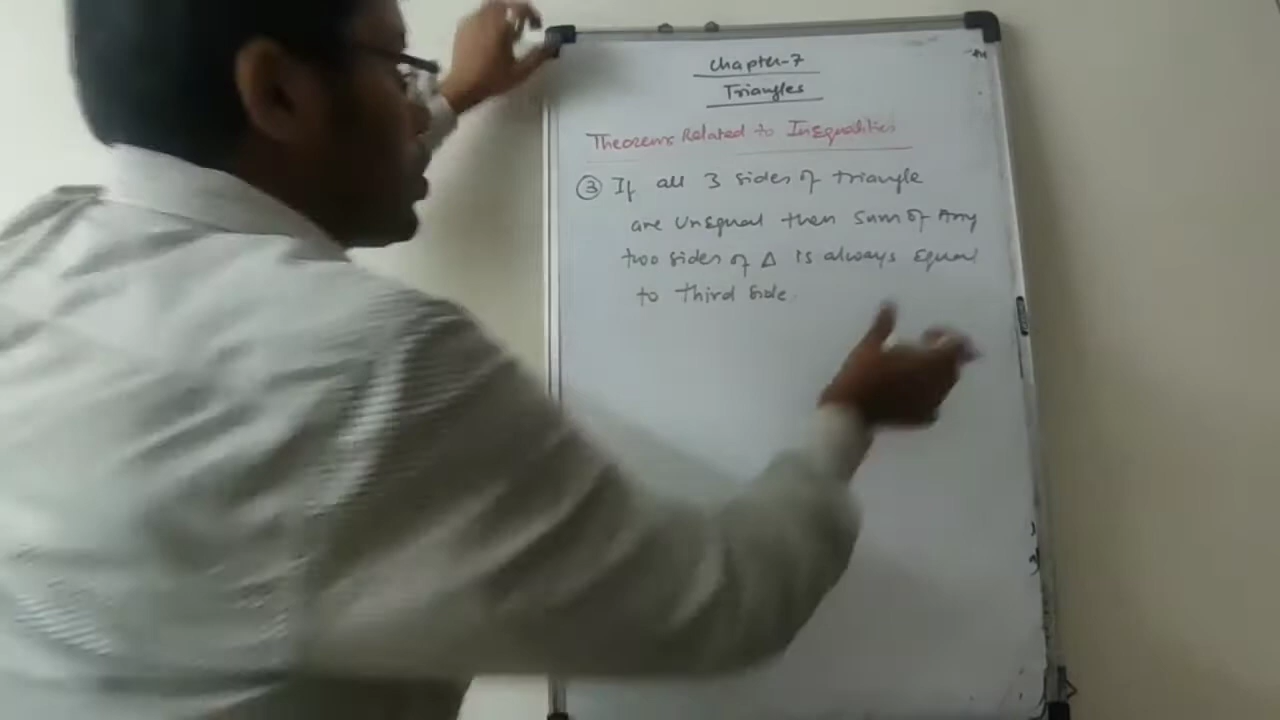 Chapter-7
Triangles
Theorems Related to Inequalities
③ If all 3 sides of triangle
are unequal then sum of Any
two sides of Δ is always Equal
to third side.